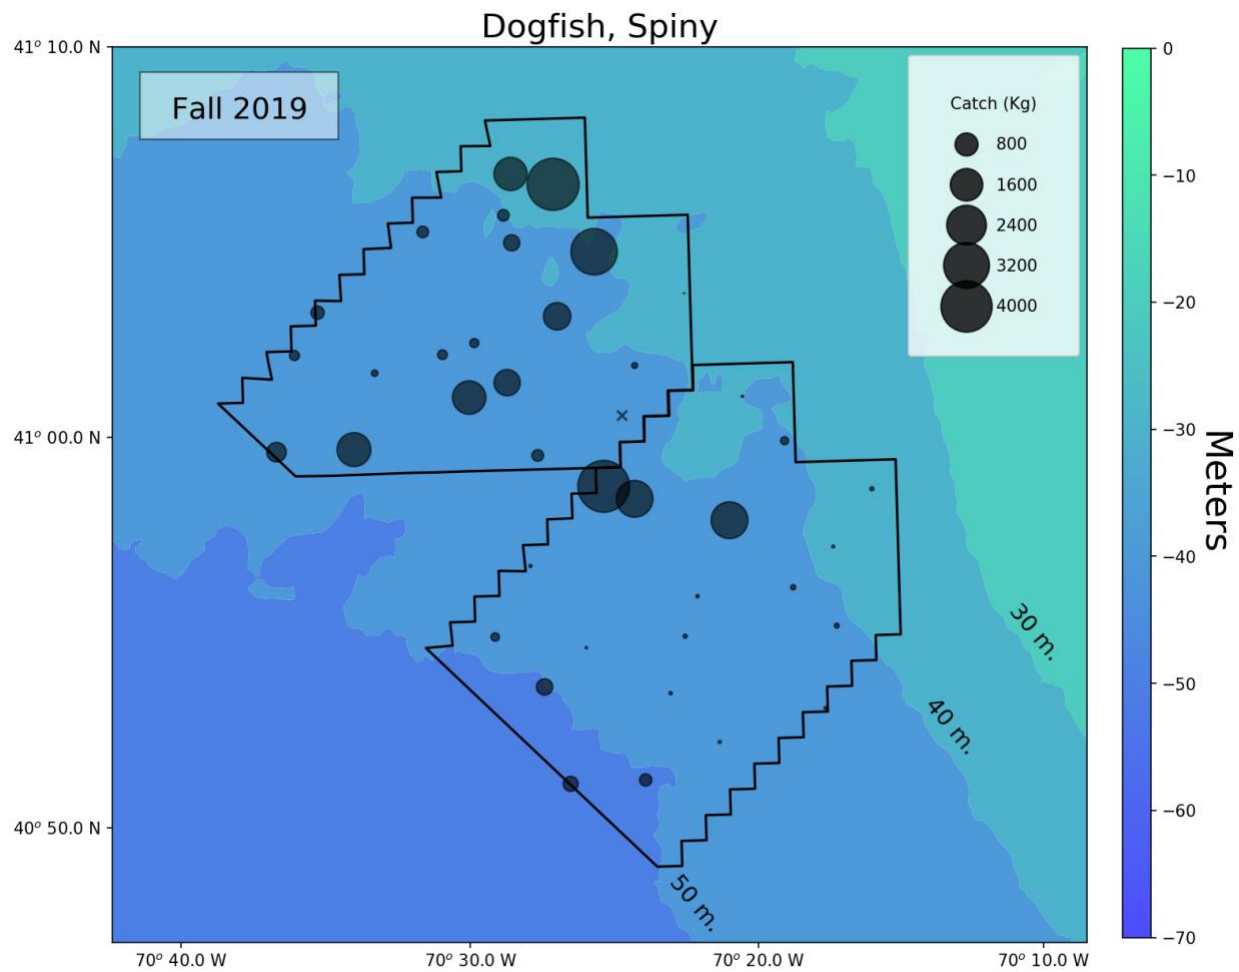 Dogfish, Spiny
41° 10.0 N
Fall 2019
Catch (Kg)
800
1600
2400
3200
4000
41° 00.0 N
40° 50.0 N
30 m.
40 m.
50 m.
70° 40.0 W
70° 30.0 W
70° 20.0 W
70° 10.0 W
0
−10
−20
−30
−40
−50
−60
−70
Meters